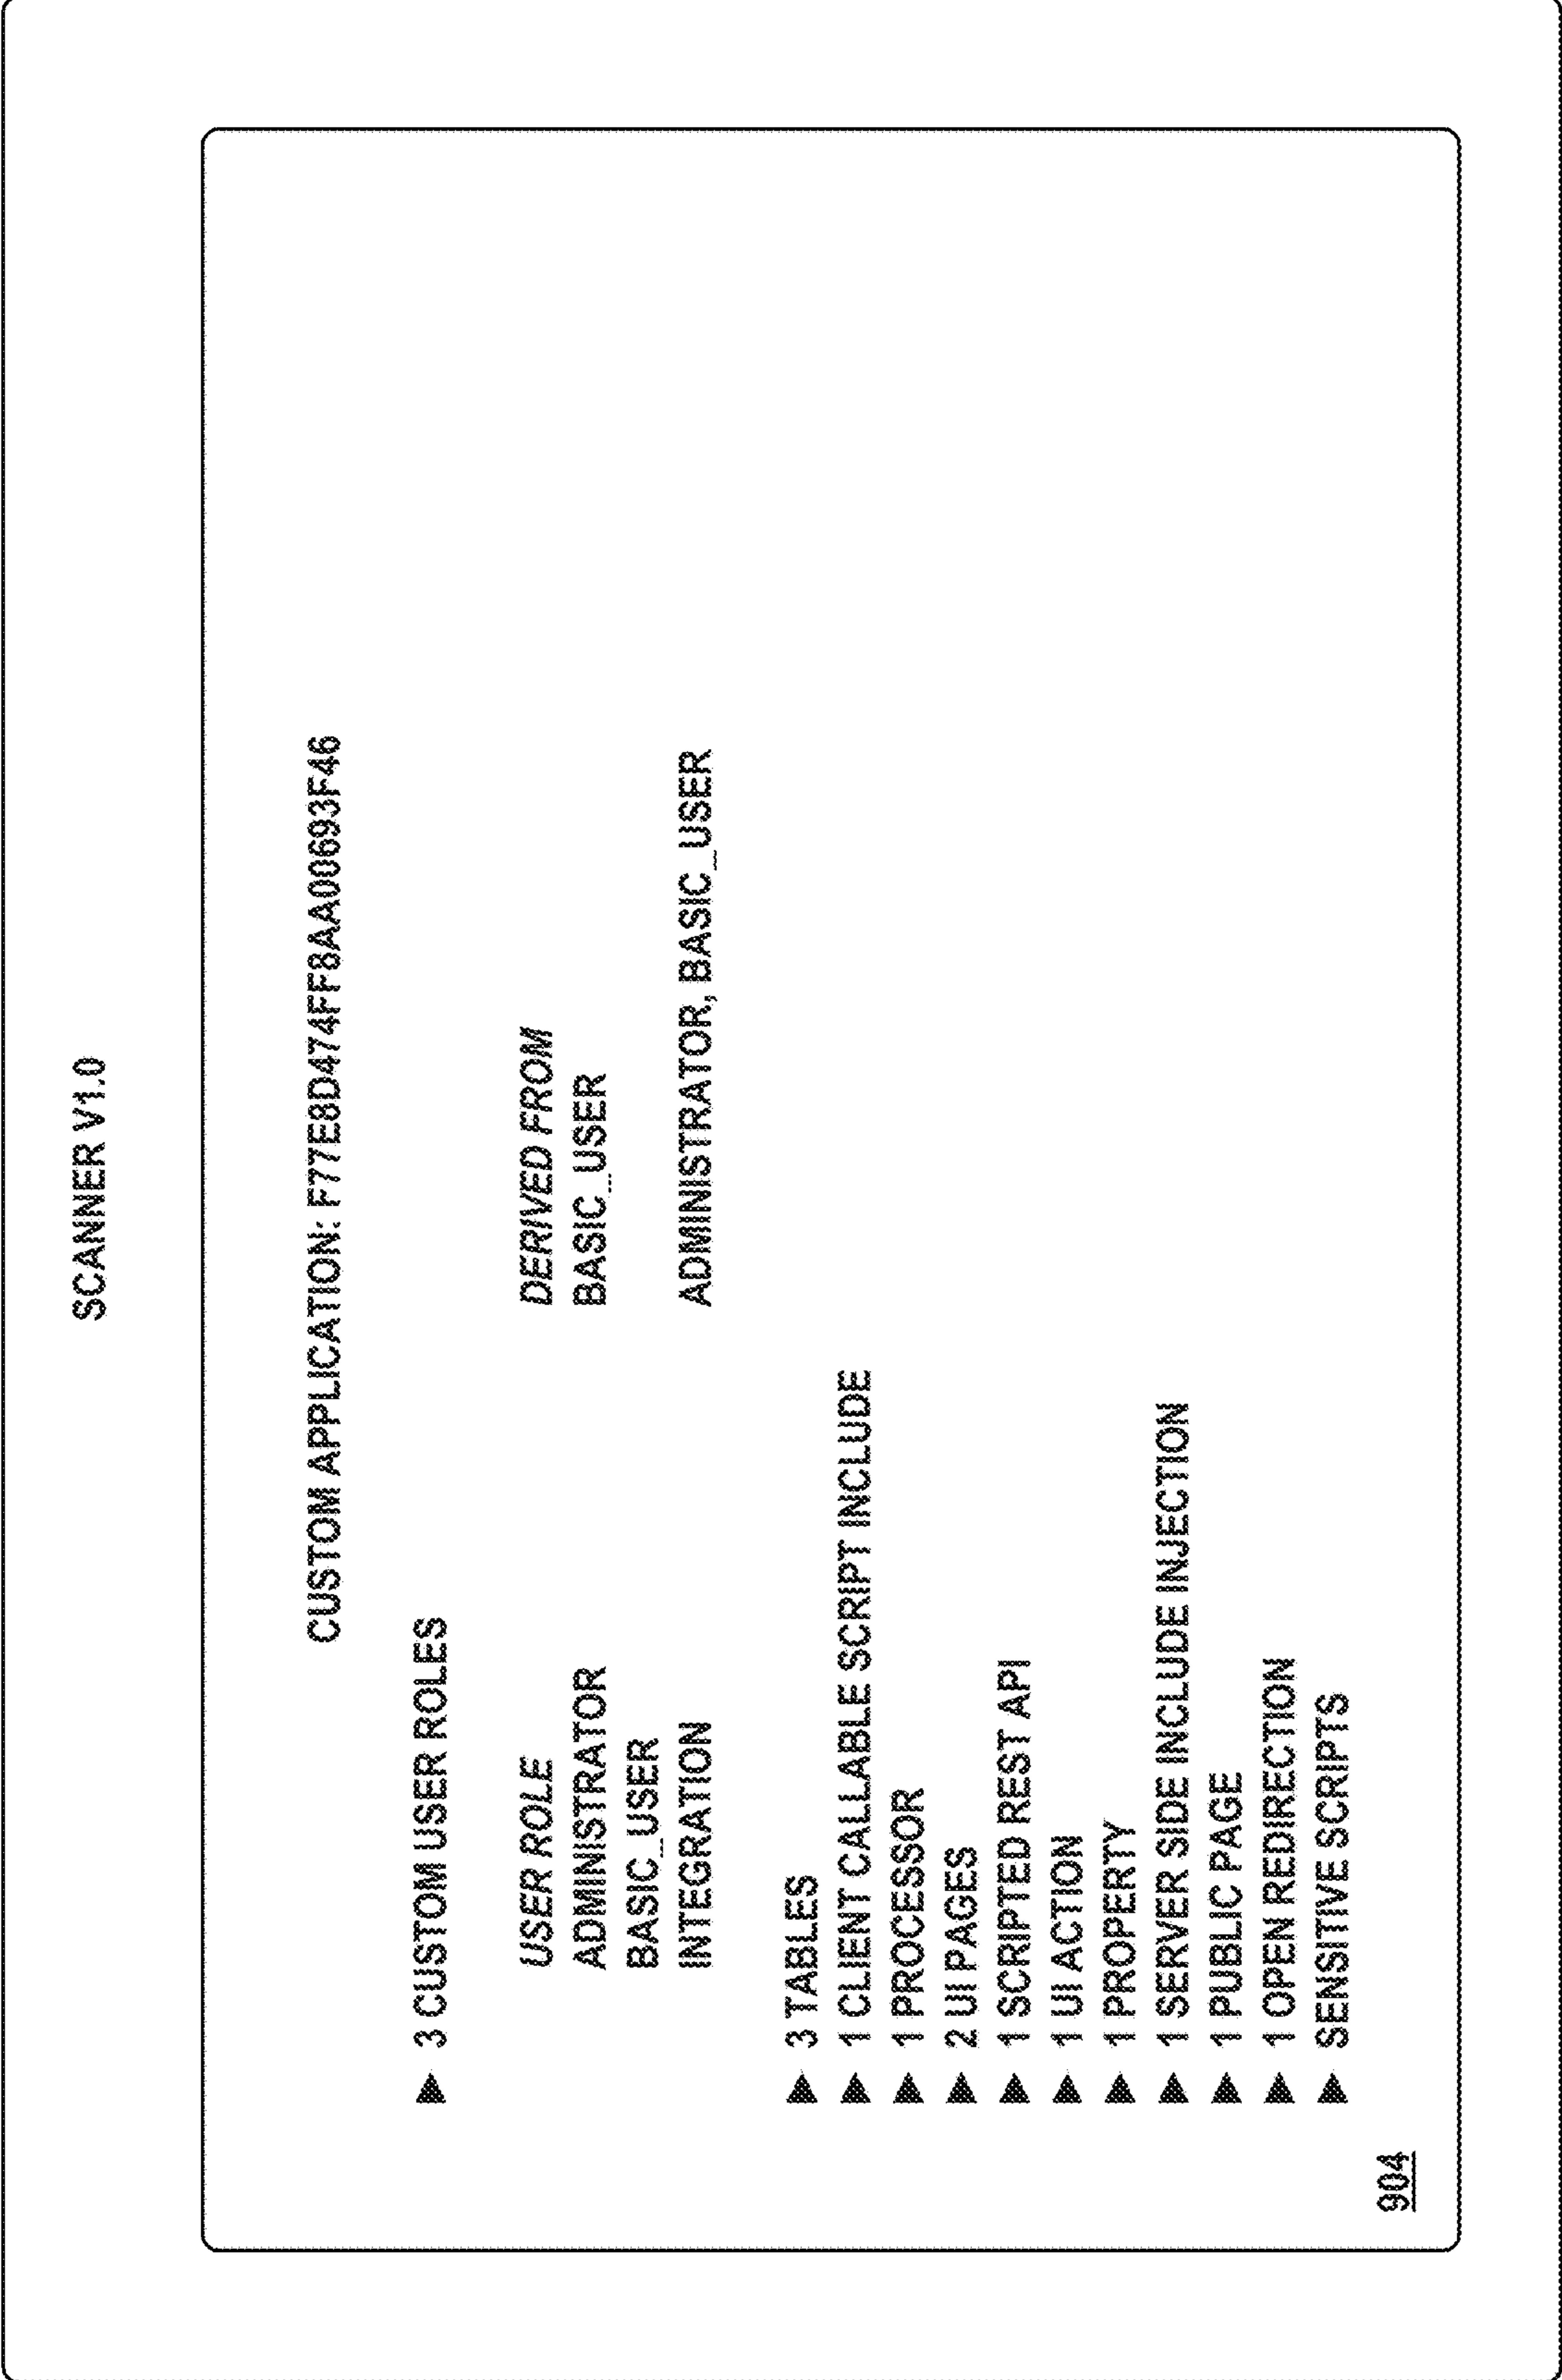 SCANNER V1.0
CUSTOM APPLICATION: F77E8D474FF8AA00693F46
▶ 3 CUSTOM USER ROLES
USER ROLE DERIVED FROM
ADMINISTRATOR BASIC_USER
BASIC_USER
INTEGRATION ADMINISTRATOR, BASIC_USER
▶ 3 TABLES
▶ 1 CLIENT CALLABLE SCRIPT INCLUDE
▶ 1 PROCESSOR
▶ 2 UI PAGES
▶ 1 SCRIPTED REST API
▶ 1 UI ACTION
▶ 1 PROPERTY
▶ 1 SERVER SIDE INCLUDE INJECTION
▶ 1 PUBLIC PAGE
▶ 1 OPEN REDIRECTION
▶ SENSITIVE SCRIPTS
904